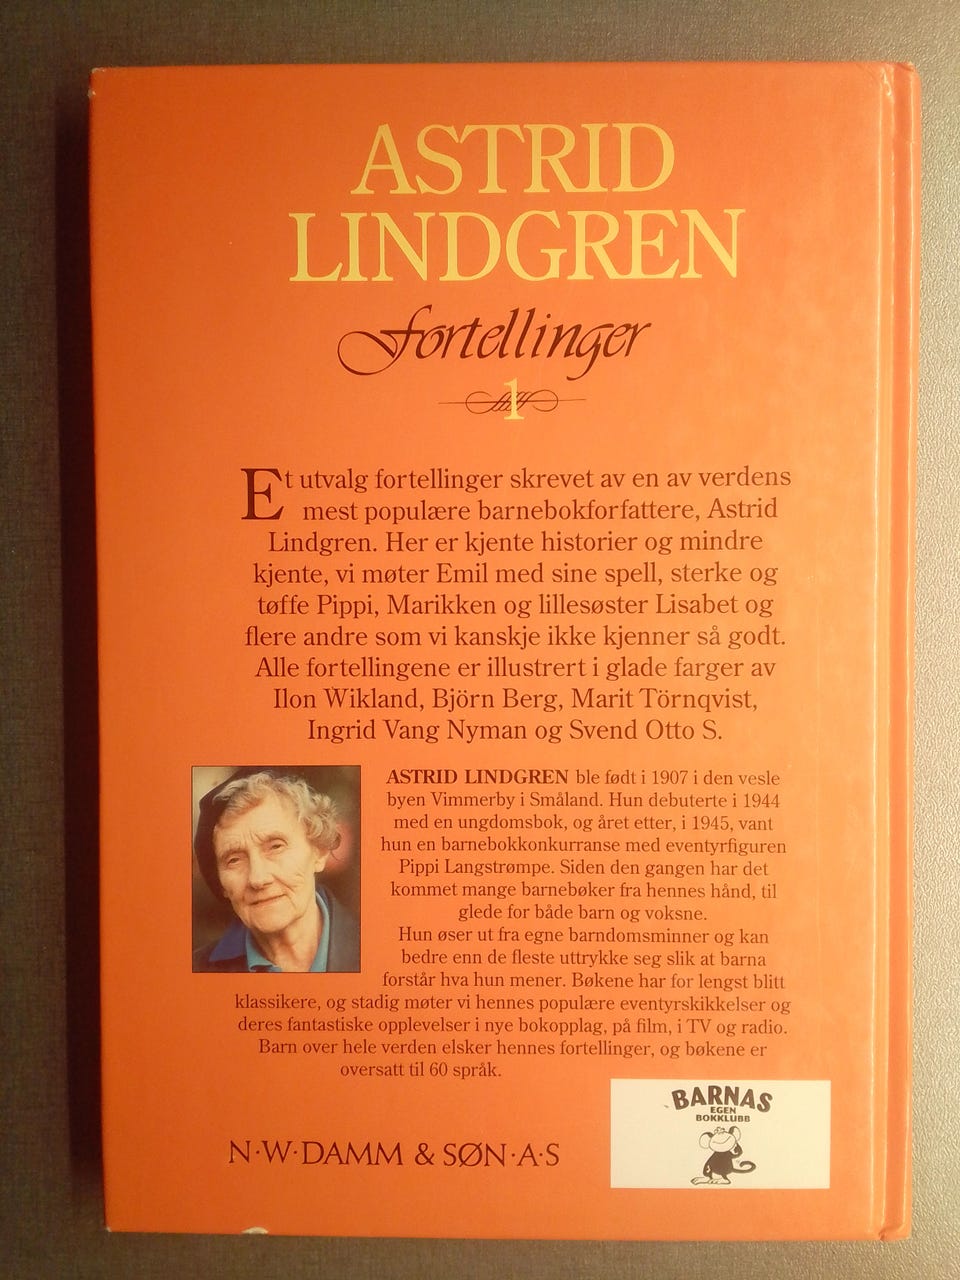 ASTRID
LINDGREN
fortellinger
1
Et utvalg fortellinger skrevet av en av verdens
mest populære barnebokforfattere, Astrid
Lindgren. Her er kjente historier og mindre
kjente, vi møter Emil med sine spell, sterke og
tøffe Pippi, Marikken og lillesøster Lisabet og
flere andre som vi kanskje ikke kjenner så godt.
Alle fortellingene er illustrert i glade farger av
Ilon Wikland, Björn Berg, Marit Törnqvist,
Ingrid Vang Nyman og Svend Otto S.
ASTRID LINDGREN ble født i 1907 i den vesle
byen Vimmerby i Småland. Hun debuterte i 1944
med en ungdomsbok, og året etter, i 1945, vant
hun en barnebokkonkurranse med eventyrfiguren
Pippi Langstrømpe. Siden den gangen har det
kommet mange barnebøker fra hennes hånd, til
glede for både barn og voksne.
Hun øser ut fra egne barndomsminner og kan
bedre enn de fleste uttrykke seg slik at barna
forstår hva hun mener. Bøkene har for lengst blitt
klassikere, og stadig møter vi hennes populære eventyrskikkelser og
deres fantastiske opplevelser i nye bokopplag, på film, i TV og radio.
Barn over hele verden elsker hennes fortellinger, og bøkene er
oversatt til 60 språk.
BARNAS
EGEN
BOKKLUBB
N·W·DAMM & SØN·A·S